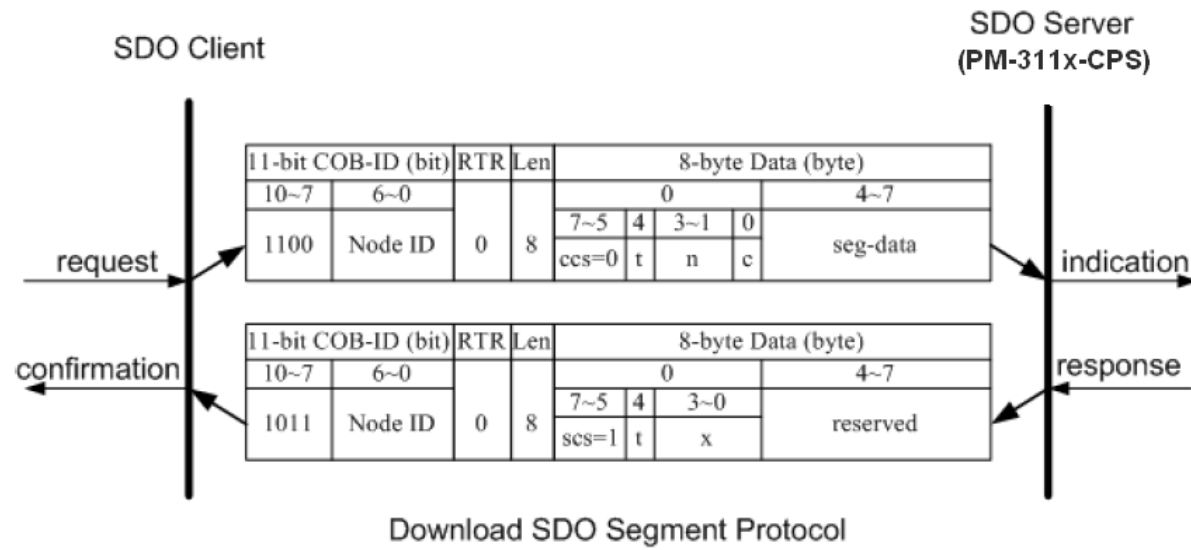 SDO Client
SDO Server
(PM-311x-CPS)
11-bit COB-ID (bit) RTR Len 8-byte Data (byte)
10~7 6~0 0 4~7
7~5 4 3~1 0
1100 Node ID 0 8 seg-data
ccs=0 t n c
request
indication
11-bit COB-ID (bit) RTR Len 8-byte Data (byte)
confirmation
10~7 6~0 0 4~7
response
7~5 4 3~0
1011 Node ID 0 8 reserved
scs=1 t x
Download SDO Segment Protocol